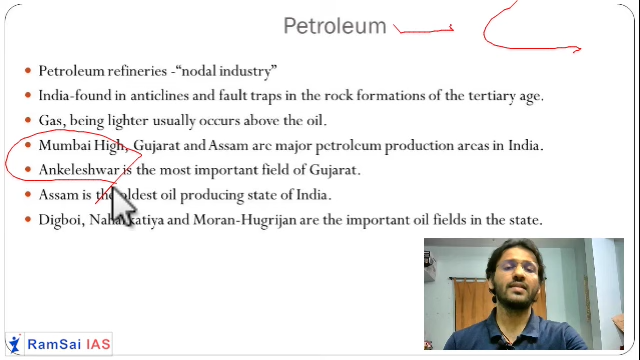 Petroleum
Petroleum refineries -“nodal industry”
India-found in anticlines and fault traps in the rock formations of the tertiary age.
Gas, being lighter usually occurs above the oil.
Mumbai High, Gujarat and Assam are major petroleum production areas in India.
Ankeleshwar is the most important field of Gujarat.
Assam is the oldest oil producing state of India.
Digboi, Naharkatiya and Moran-Hugrijan are the important oil fields in the state.
RamSai IAS